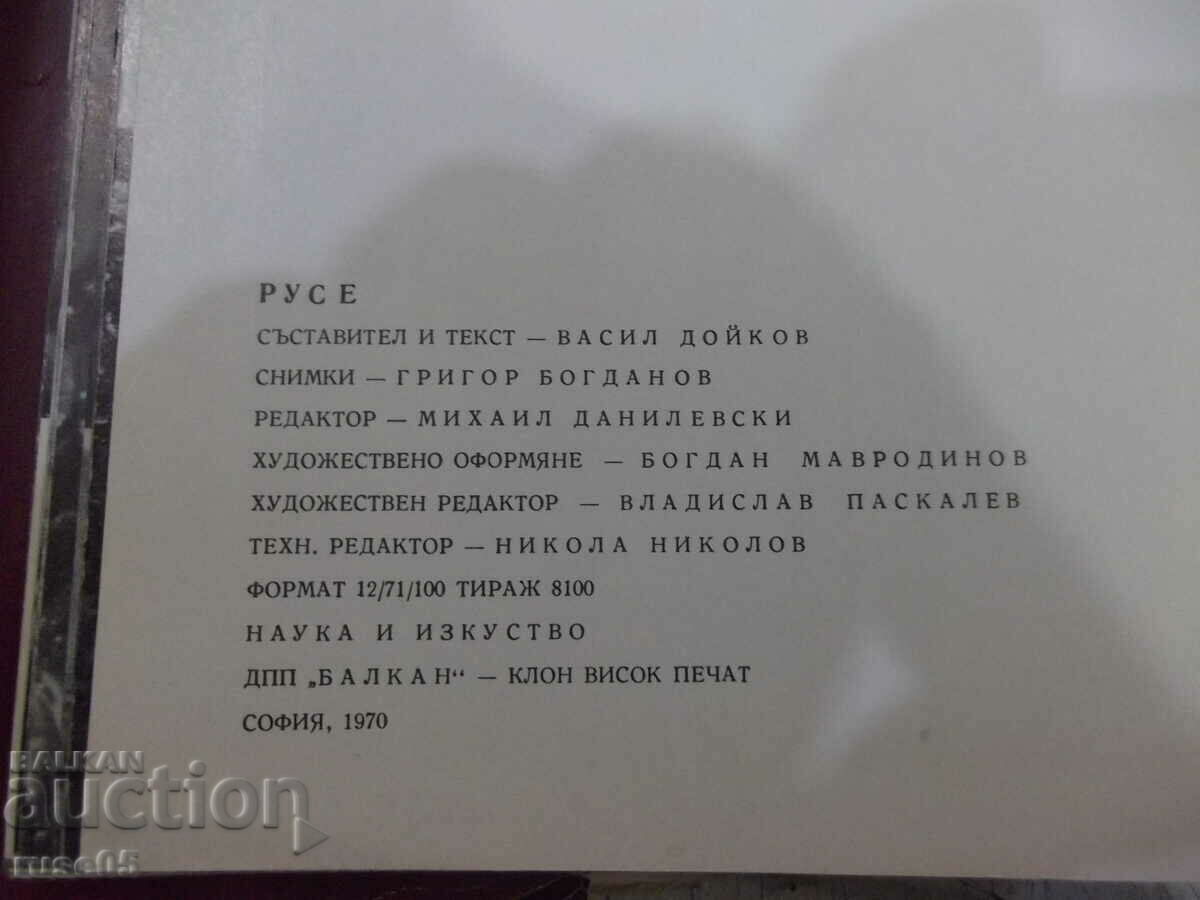 РУСЕ
СЪСТАВИТЕЛ И ТЕКСТ — ВАСИЛ ДОЙКОВ
СНИМКИ — ГРИГОР БОГДАНОВ
РЕДАКТОР — МИХАИЛ ДАНИЛЕВСКИ
ХУДОЖЕСТВЕНО ОФОРМЯНЕ — БОГДАН МАВРОДИНОВ
ХУДОЖЕСТВЕН РЕДАКТОР — ВЛАДИСЛАВ ПАСКАЛЕВ
ТЕХН. РЕДАКТОР — НИКОЛА НИКОЛОВ
ФОРМАТ 12/71/100 ТИРАЖ 8100
НАУКА И ИЗКУСТВО
ДПП „БАЛКАН“ — КЛОН ВИСОК ПЕЧАТ
СОФИЯ, 1970
BALKAN
auction
ruse05